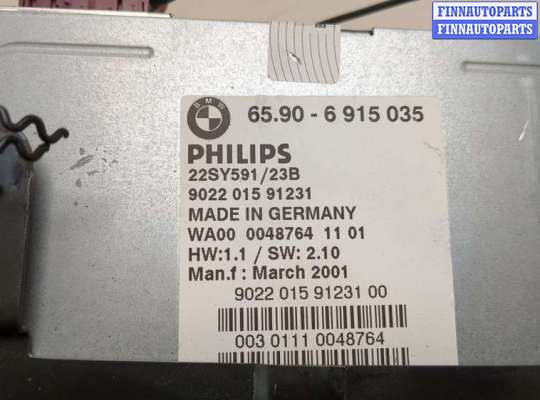 FINNAUTOPARTS
FINNAUTOPARTS
BMW
65.90 - 6 915 035
PHILIPS
22SY591/23B
9022 015 91231
MADE IN GERMANY
WA00 0048764 11 01
HW:1.1 / SW: 2.10
Man.f : March 2001
9022 015 91231 00
003 0111 0048764